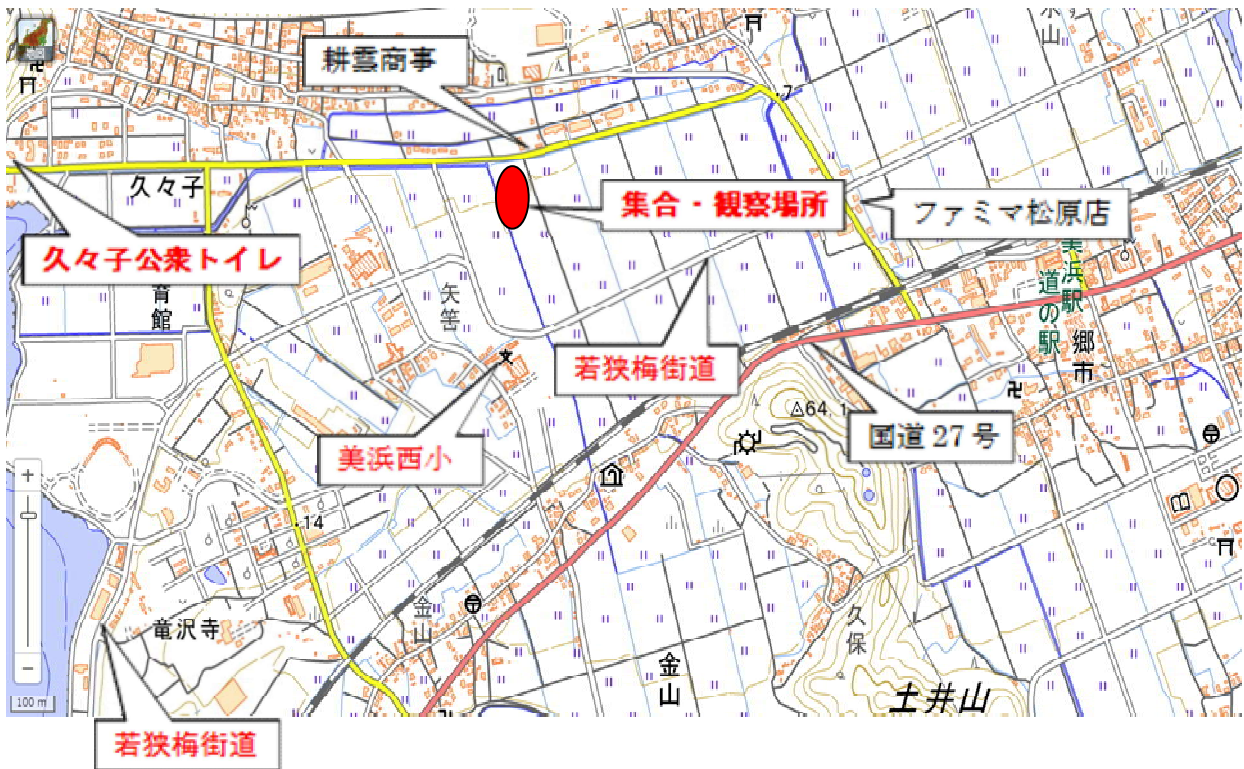 耕雲商事
久々子
集合・観察場所
ファミマ松原店
久々子公衆トイレ
育館
矢筈
美浜駅
道の駅
郷市
若狭梅街道
64.1
国道27号
美浜西小
14
7
竜沢寺
金山
金山
久保
土井山
100 m
若狭梅街道